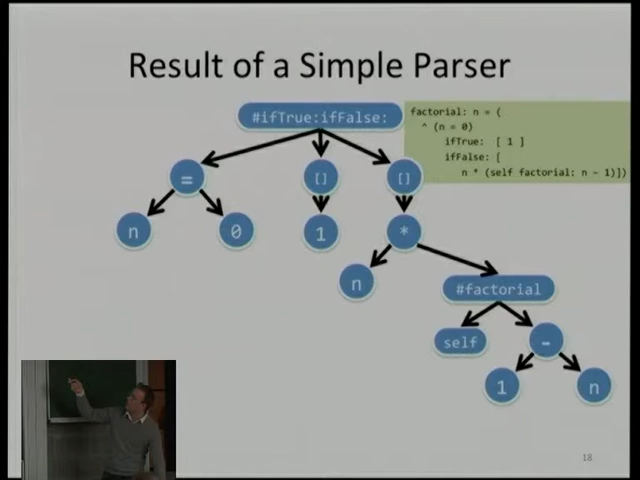 Result of a Simple Parser
#ifTrue:ifFalse:
factorial: n = (
^ (n = 0)
ifTrue: [ 1 ]
ifFalse: [
n * (self factorial: n - 1)])
= [] []
n 0 1 *
n
#factorial
self -
1 n
18